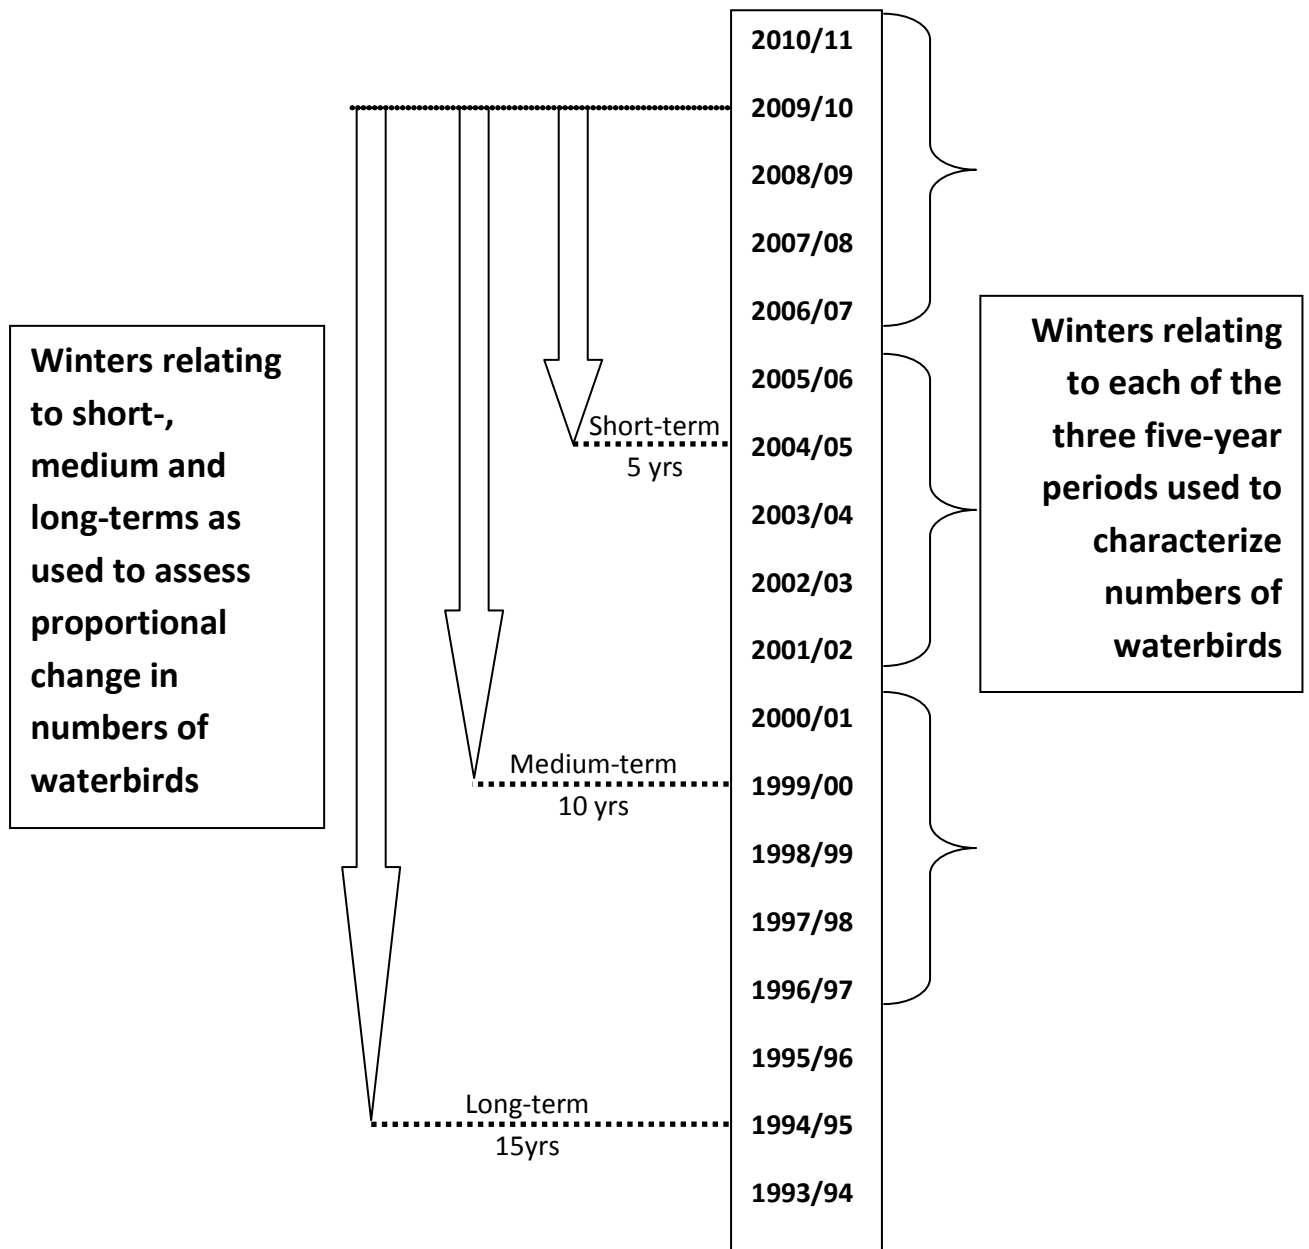 Winters relating
to short-,
medium and
long-terms as
used to assess
proportional
change in
numbers of
waterbirds
Short-term
5 yrs
Medium-term
10 yrs
Long-term
15yrs
2010/11
2009/10
2008/09
2007/08
2006/07
2005/06
2004/05
2003/04
2002/03
2001/02
2000/01
1999/00
1998/99
1997/98
1996/97
1995/96
1994/95
1993/94
Winters relating
to each of the
three five-year
periods used to
characterize
numbers of
waterbirds